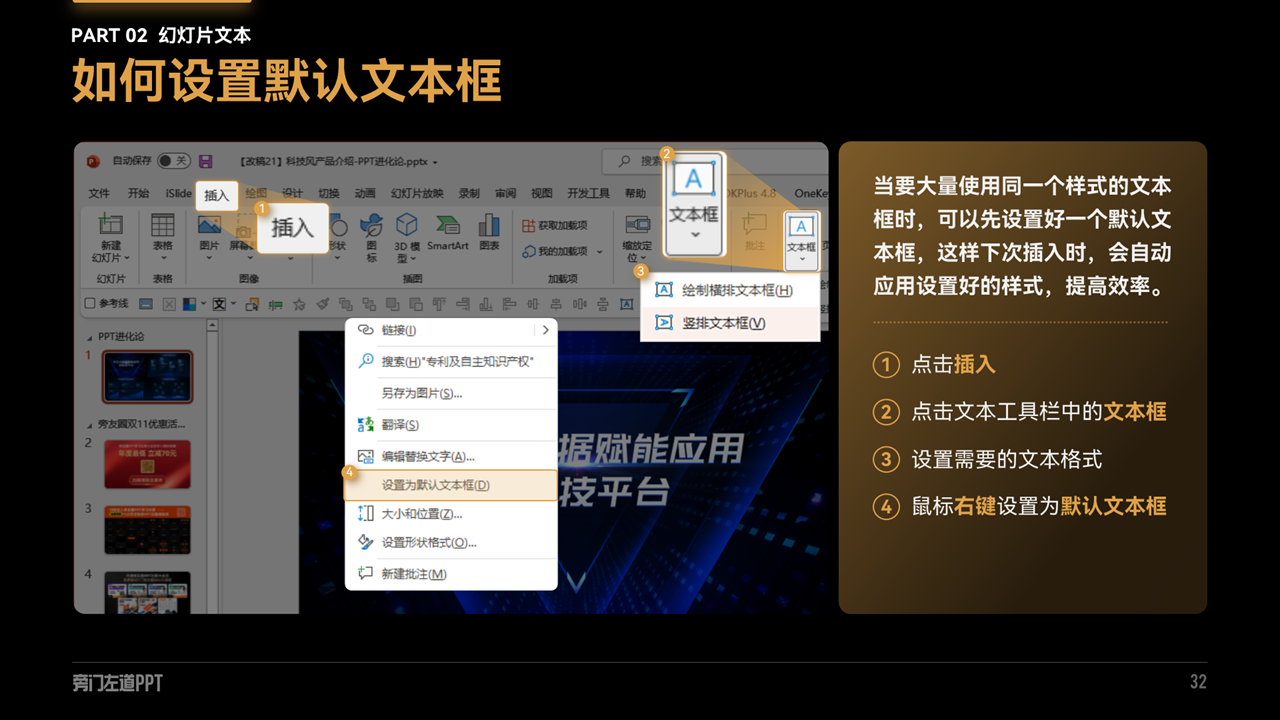 PART 02 幻灯片文本
如何设置默认文本框
自动保存 关
【改稿21】科技风产品介绍-PPT进化论.pptx
搜索
文件 开始 iSlide 插入 绘图 设计 切换 动画 幻灯片放映 录制 审阅 视图 开发工具 帮助 OKPlus 4.8 OneKey
1
插入
2
文本框
新建
幻灯片
表格
图片
屏幕
形状
图标
3D 模型
SmartArt
图表
获取加载项
我的加载项
缩放定位
批注
文本框
幻灯片 表格 图像 插图 加载项
参考线
3
绘制横排文本框(H)
竖排文本框(V)
PPT进化论
1
旁友圈双11优惠活...
2
年度最低 立减70元
3
4
链接(I)
搜索(H)"专利及自主知识产权"
另存为图片(S)...
翻译(S)
编辑替换文字(A)...
4
设置为默认文本框(D)
大小和位置(Z)...
设置形状格式(O)...
新建批注(M)
据赋能应用
技平台
当要大量使用同一个样式的文本
框时，可以先设置好一个默认文
本框，这样下次插入时，会自动
应用设置好的样式，提高效率。
1 点击插入
2 点击文本工具栏中的文本框
3 设置需要的文本格式
4 鼠标右键设置为默认文本框
旁门左道PPT
32